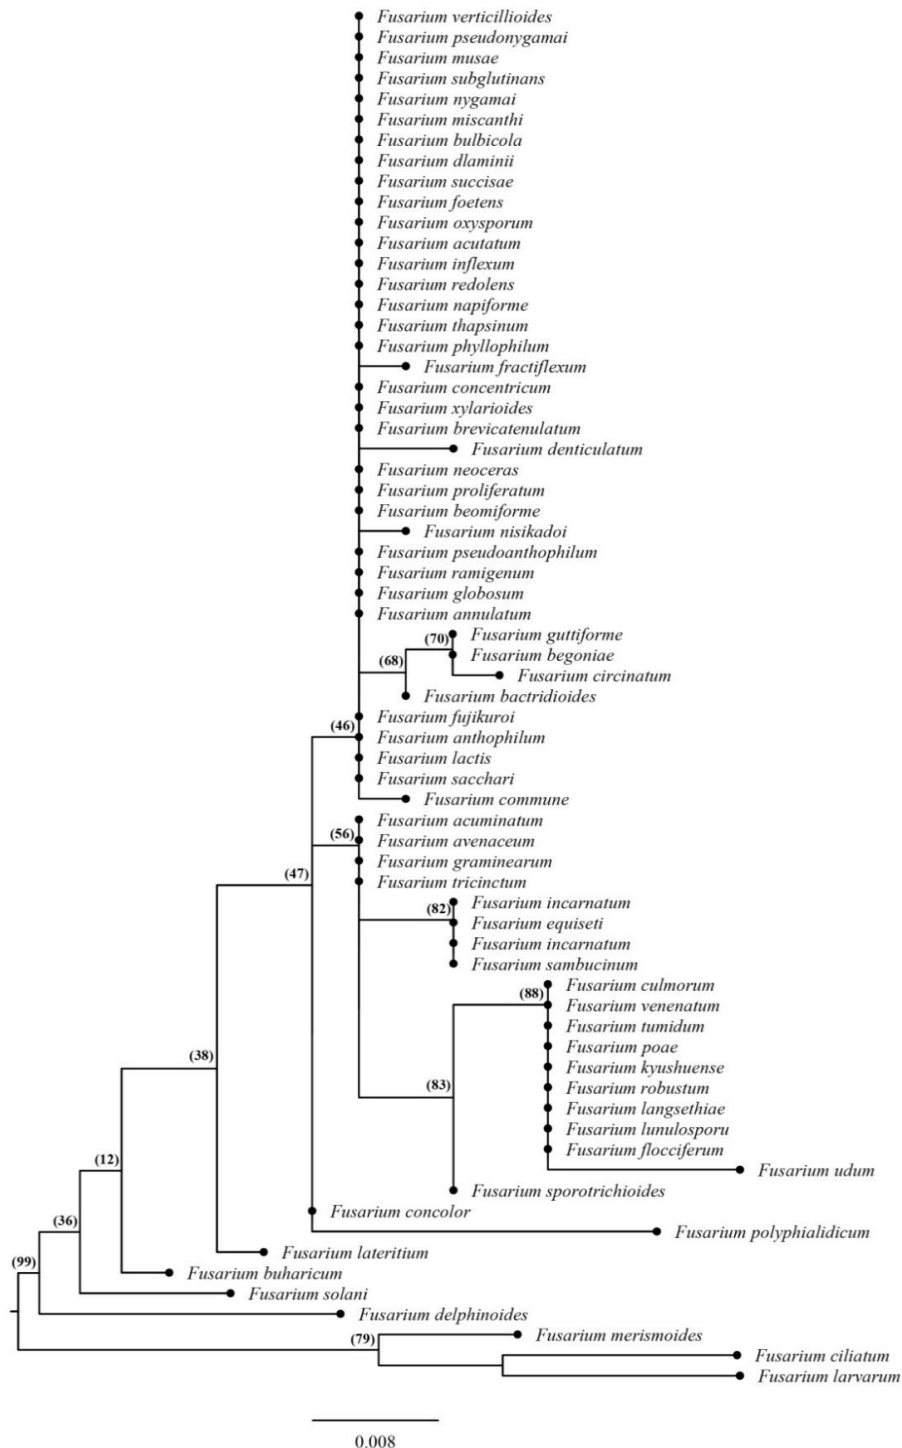 Fusarium verticillioides
Fusarium pseudonygamai
Fusarium musae
Fusarium subglutinans
Fusarium nygamai
Fusarium miscanthi
Fusarium bulbicola
Fusarium dlaminii
Fusarium succisae
Fusarium foetens
Fusarium oxysporum
Fusarium acutatum
Fusarium inflexum
Fusarium redolens
Fusarium napiforme
Fusarium thapsinum
Fusarium phyllophilum
Fusarium fractiflexum
Fusarium concentricum
Fusarium xylarioides
Fusarium brevicatenulatum
Fusarium denticulatum
Fusarium neoceras
Fusarium proliferatum
Fusarium beomiforme
Fusarium nisikadoi
Fusarium pseudoanthophilum
Fusarium ramigenum
Fusarium globosum
Fusarium annulatum
(70) Fusarium guttiforme
Fusarium begoniae
(68) Fusarium circinatum
Fusarium bactridioides
Fusarium fujikuroi
(46) Fusarium anthophilum
Fusarium lactis
Fusarium sacchari
Fusarium commune
Fusarium acuminatum
(56) Fusarium avenaceum
Fusarium graminearum
(47) Fusarium tricinctum
Fusarium incarnatum
(82) Fusarium equiseti
Fusarium incarnatum
Fusarium sambucinum
Fusarium culmorum
(88) Fusarium venenatum
Fusarium tumidum
Fusarium poae
(38) Fusarium kyushuense
(83) Fusarium robustum
Fusarium langsethiae
Fusarium lunulosporu
Fusarium flocciferum
(12) Fusarium udum
Fusarium sporotrichioides
Fusarium concolor
(36) Fusarium polyphialidicum
Fusarium lateritium
(99) Fusarium buharicum
Fusarium solani
Fusarium delphinoides
(79) Fusarium merismoides
Fusarium ciliatum
Fusarium larvarum
0.008